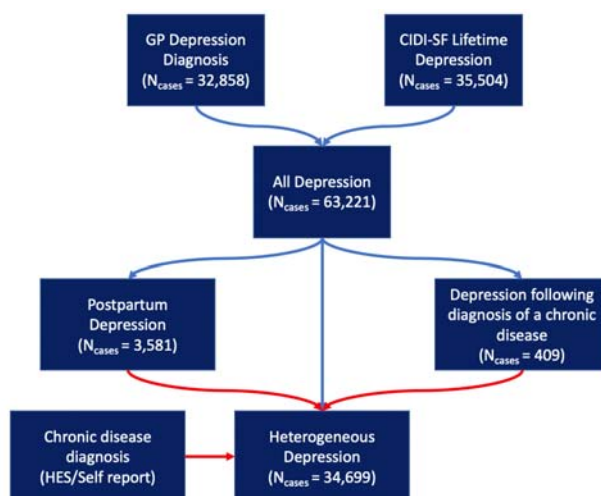 GP Depression
Diagnosis
(Ncases = 32,858)
CIDI-SF Lifetime
Depression
(Ncases = 35,504)
All Depression
(Ncases = 63,221)
Postpartum
Depression
(Ncases = 3,581)
Depression following
diagnosis of a chronic
disease
(Ncases = 409)
Chronic disease
diagnosis
(HES/Self report)
Heterogeneous
Depression
(Ncases = 34,699)